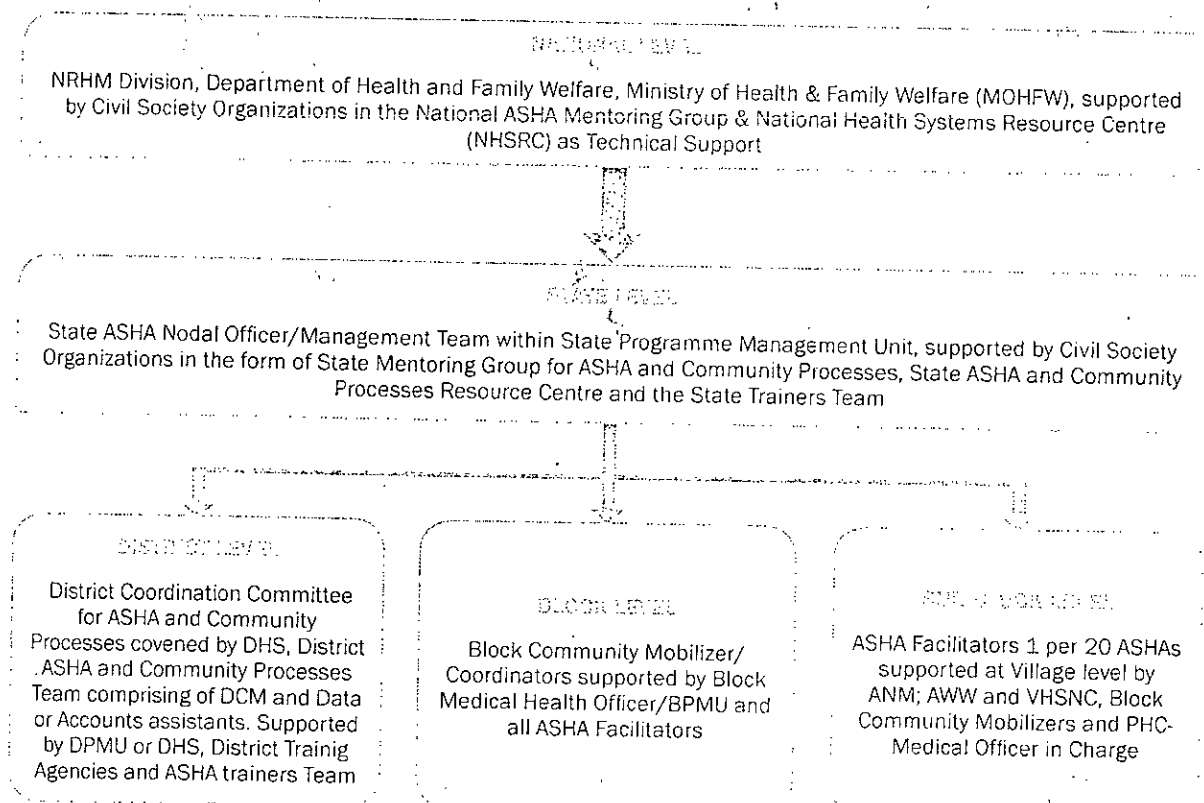 NATIONAL LEVEL
NRHM Division, Department of Health and Family Welfare, Ministry of Health & Family Welfare (MOHFW), supported
by Civil Society Organizations in the National ASHA Mentoring Group & National Health Systems Resource Centre
(NHSRC) as Technical Support
STATE LEVEL
State ASHA Nodal Officer/Management Team within State Programme Management Unit, supported by Civil Society
Organizations in the form of State Mentoring Group for ASHA and Community Processes, State ASHA and Community
Processes Resource Centre and the State Trainers Team
DISTRICT LEVEL
District Coordination Committee
for ASHA and Community
Processes covened by DHS, District
ASHA and Community Processes
Team comprising of DCM and Data
or Accounts assistants. Supported
by DPMU or DHS, District Trainig
Agencies and ASHA trainers Team
BLOCK LEVEL
Block Community Mobilizer/
Coordinators supported by Block
Medical Health Officer/BPMU and
all ASHA Facilitators
LEVEL
ASHA Facilitators 1 per 20 ASHAs
supported at Village level by
ANM; AWW and VHSNC, Block
Community Mobilizers and PHC-
Medical Officer in Charge